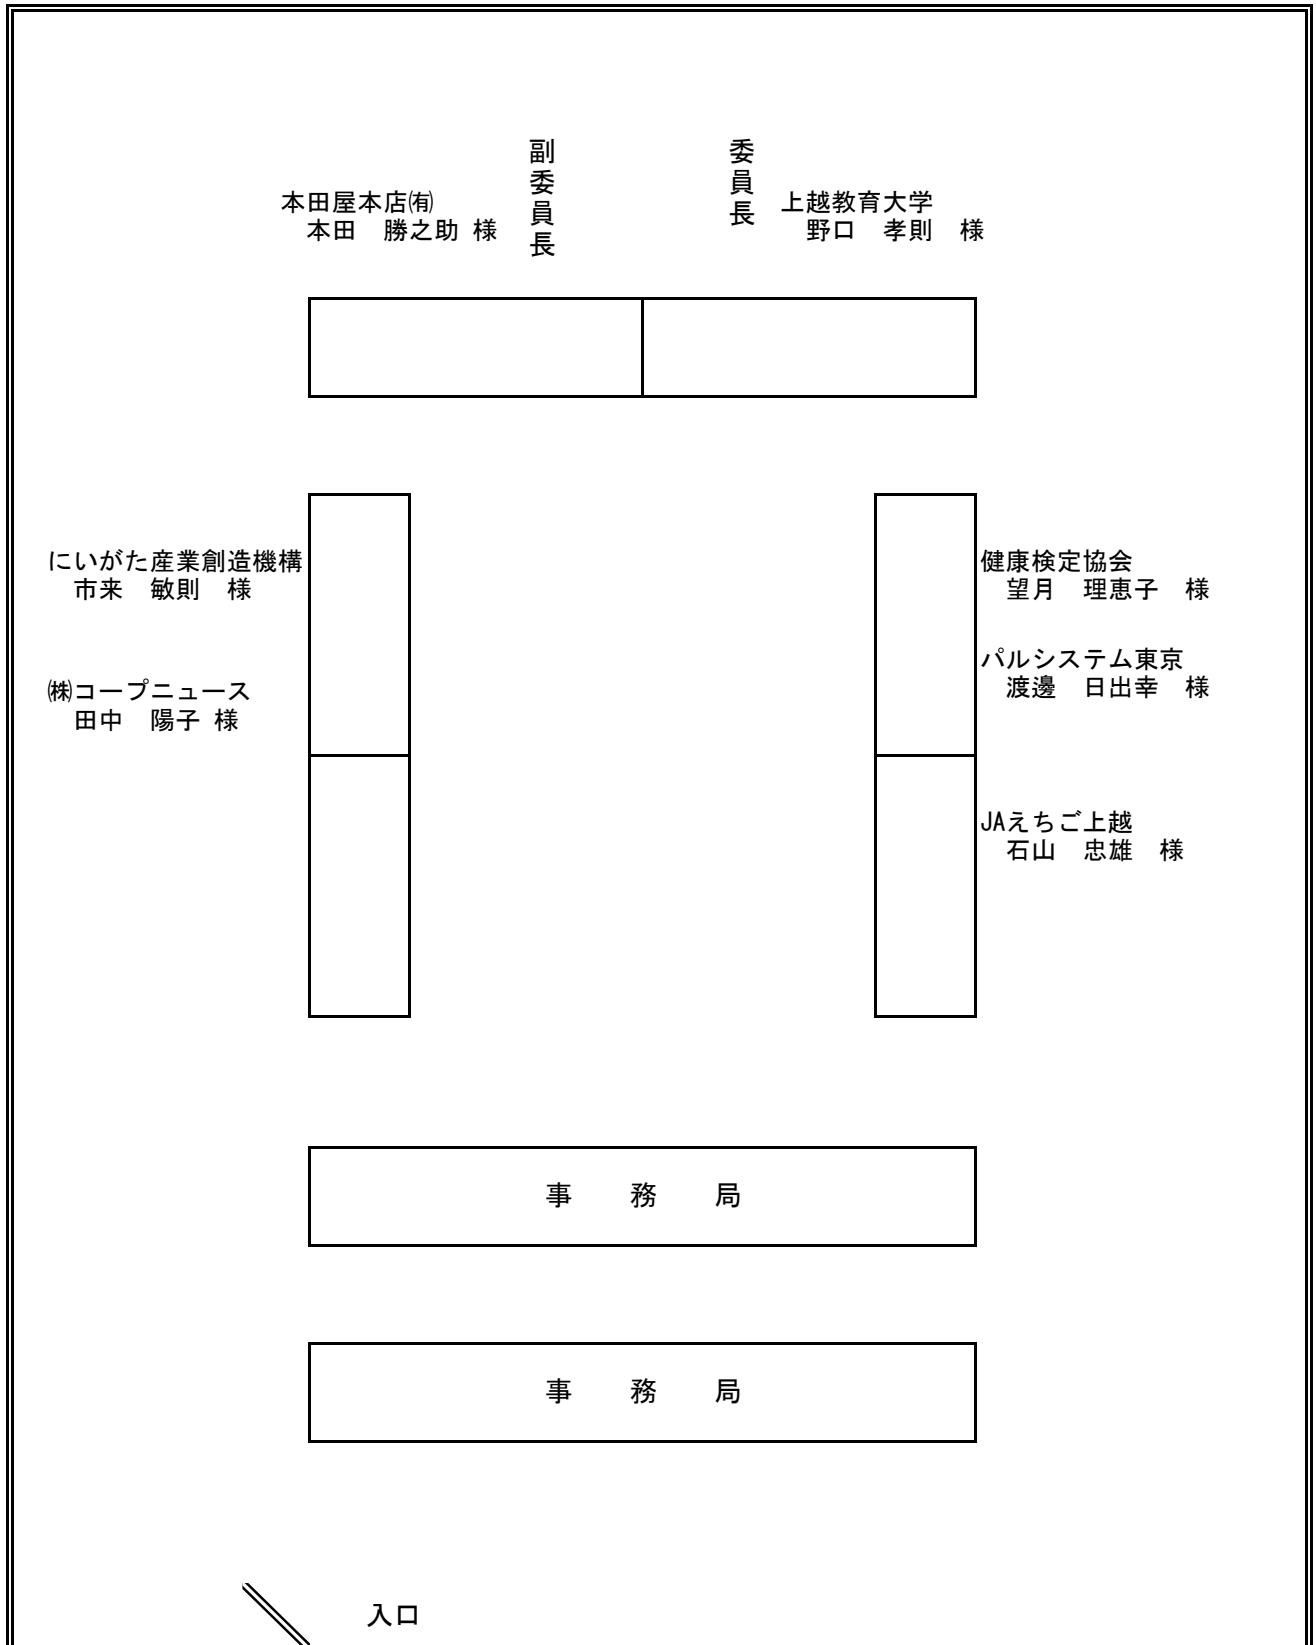 副委員長
委員長
本田屋本店㈲
本田　勝之助 様
上越教育大学
野口　孝則　様
にいがた産業創造機構
市来　敏則　様
㈱コープニュース
田中　陽子 様
健康検定協会
望月　理恵子　様
パルシステム東京
渡邊　日出幸　様
JAえちご上越
石山　忠雄　様
事　務　局
事　務　局
入口